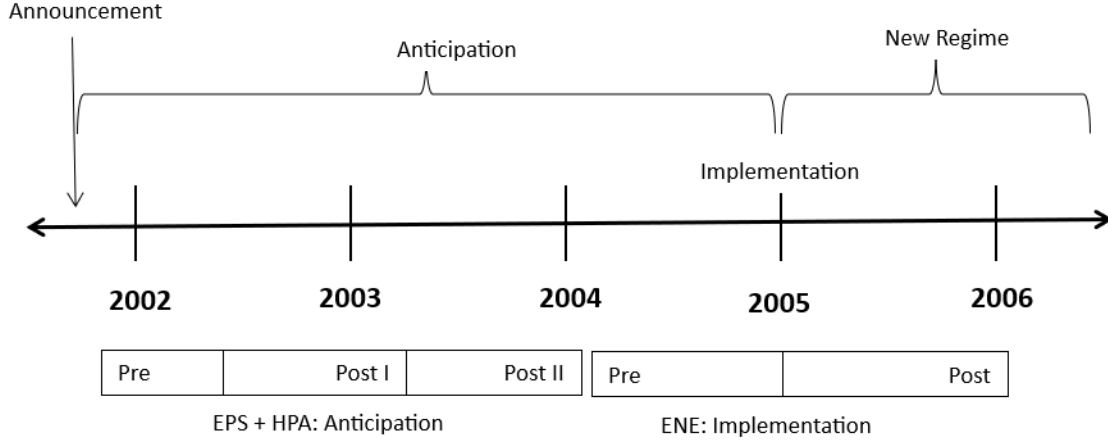 Announcement
Anticipation
New Regime
Implementation
2002 2003 2004 2005 2006
Pre Post I Post II Pre Post
EPS + HPA: Anticipation ENE: Implementation